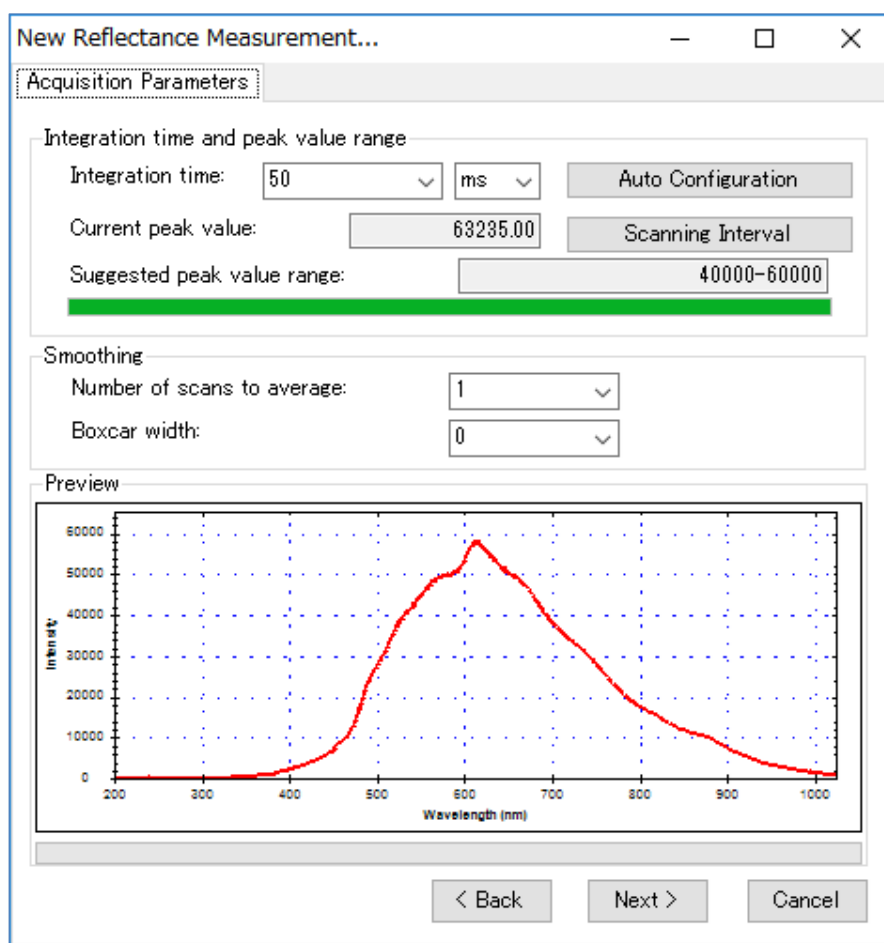 New Reflectance Measurement...
Acquisition Parameters
Integration time and peak value range
Integration time: 50 ms Auto Configuration
Current peak value: 63235.00 Scanning Interval
Suggested peak value range: 40000-60000
Smoothing
Number of scans to average: 1
Boxcar width: 0
Preview
60000
50000
40000
30000
20000
10000
0
Intensity
200 300 400 500 600 700 800 900 1000
Wavelength (nm)
< Back Next > Cancel